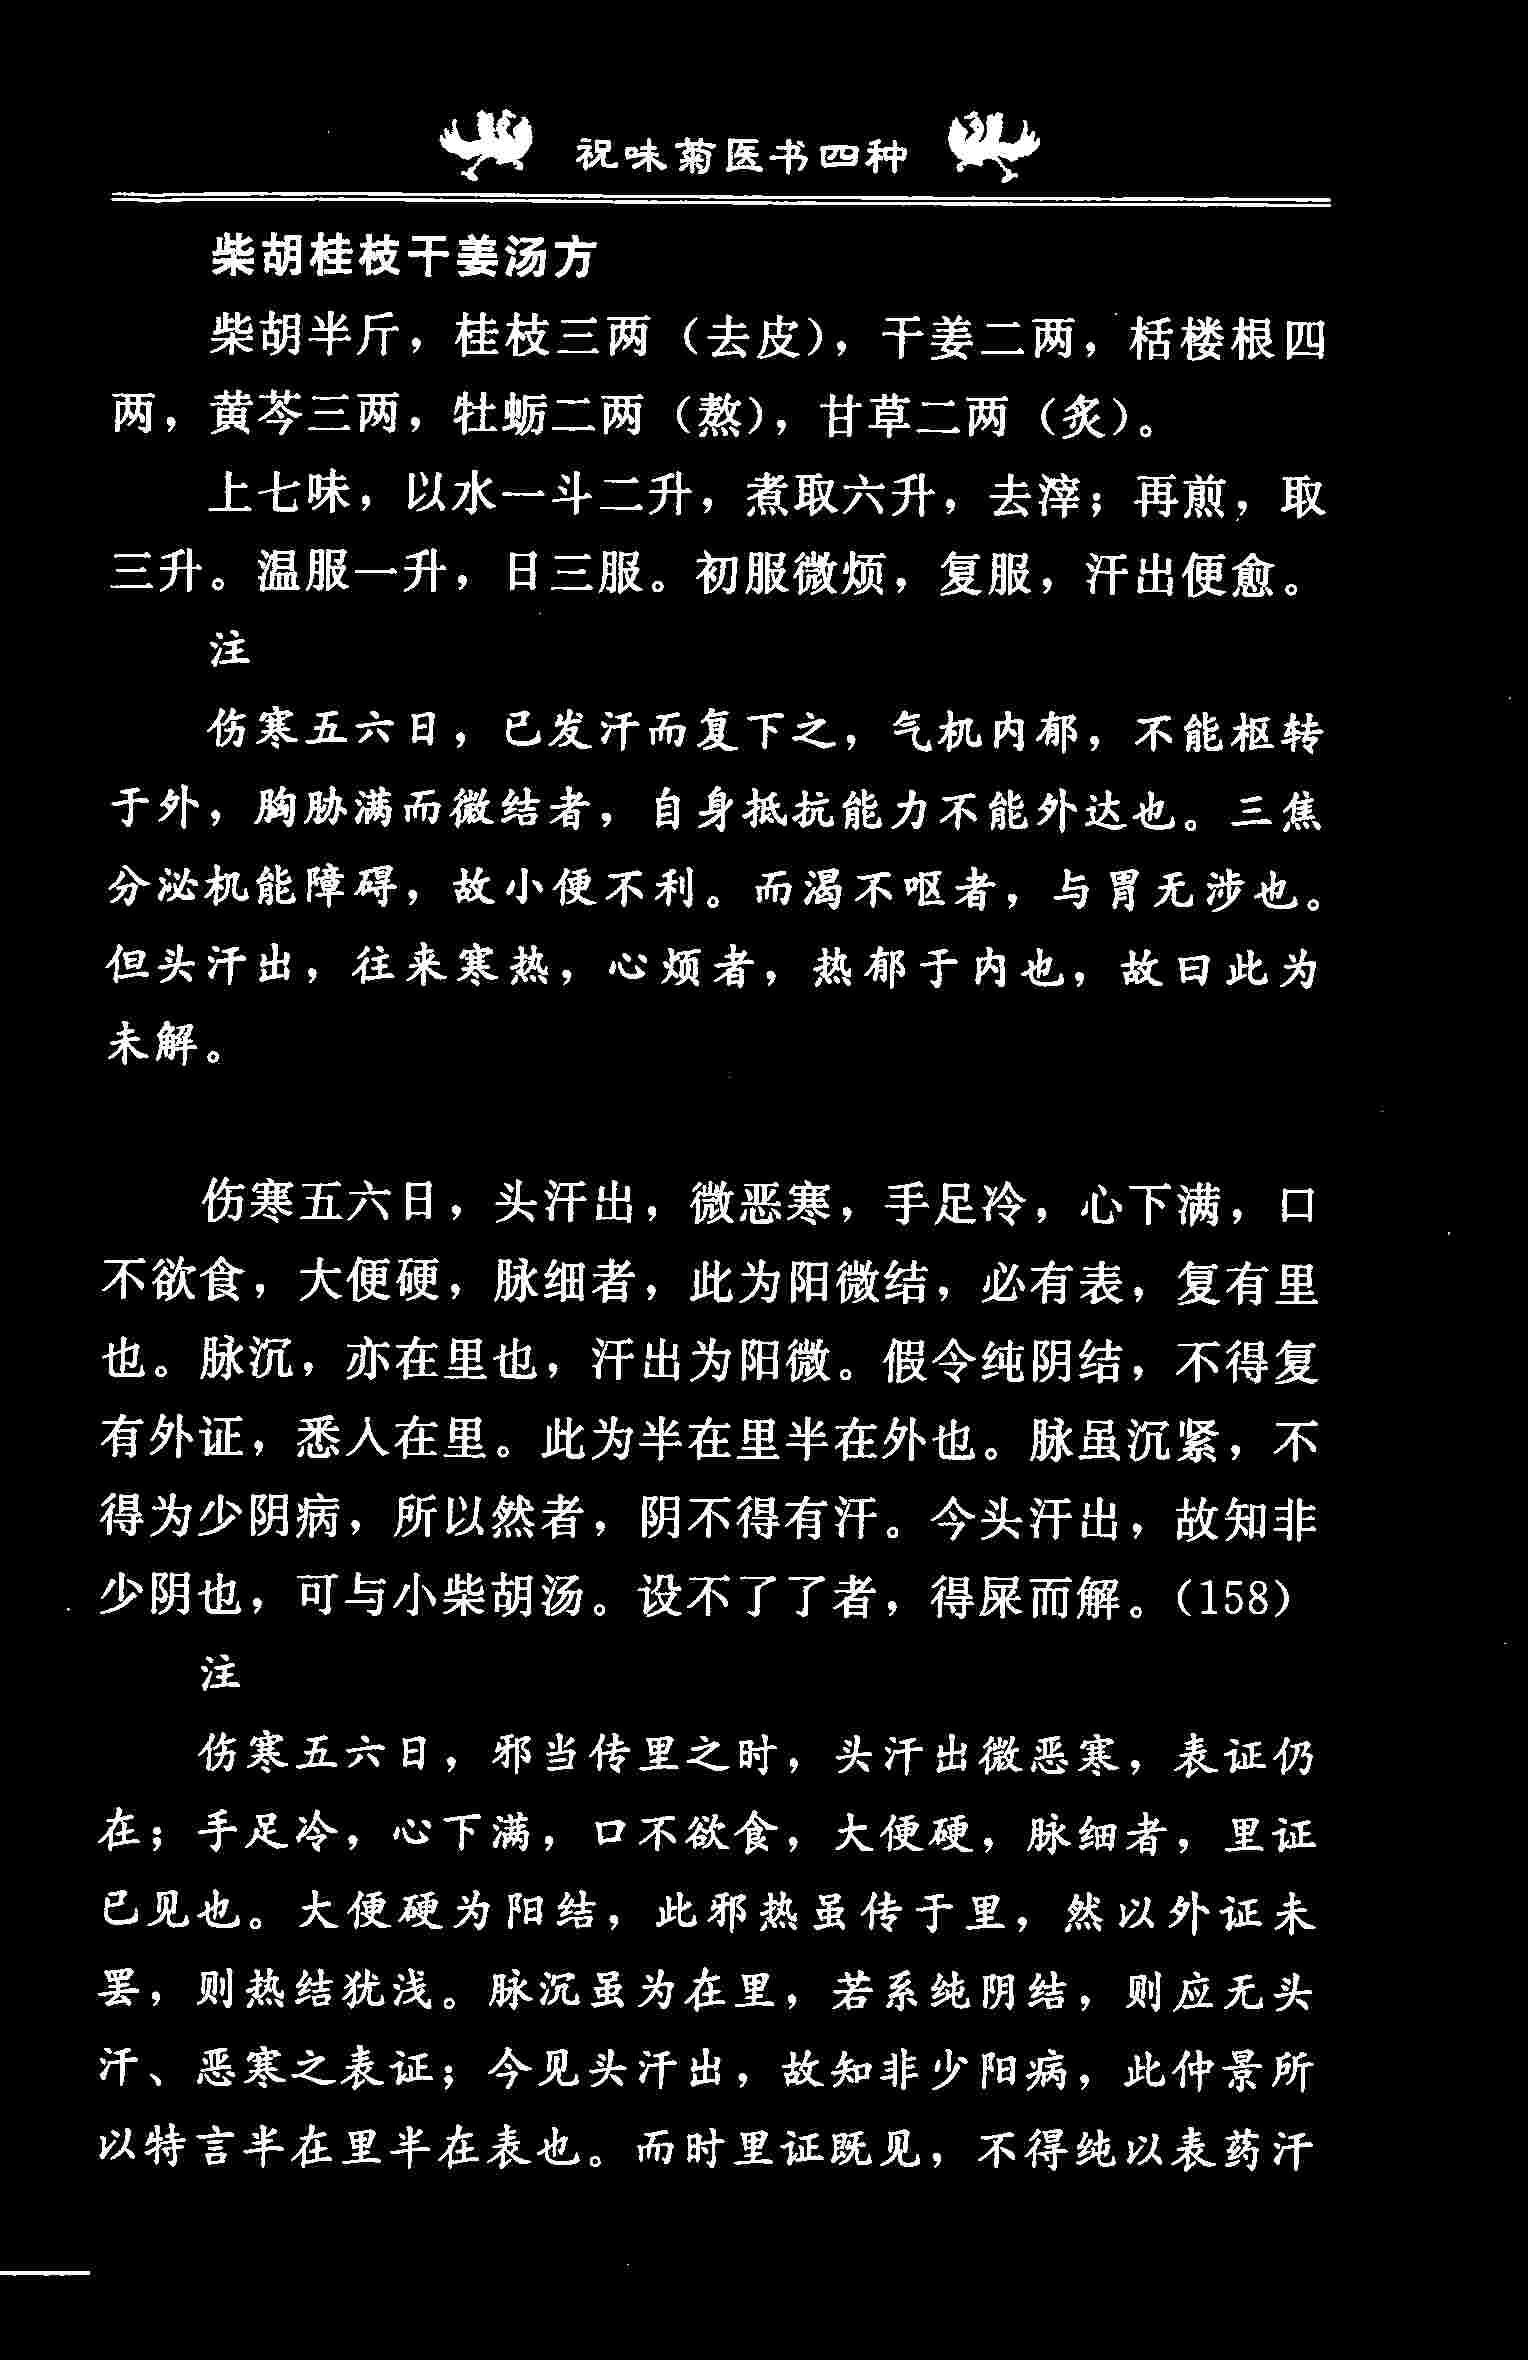 祝味菊医书四种
柴胡桂枝干姜汤方
柴胡半斤，桂枝三两（去皮），干姜二两，栝楼根四
两，黄芩三两，牡蛎二两（熬），甘草二两（炙）。
上七味，以水一斗二升，煮取六升，去滓；再煎，取
三升。温服一升，日三服。初服微烦，复服，汗出便愈。
注
伤寒五六日，已发汗而复下之，气机内郁，不能枢转
于外，胸胁满而微结者，自身抵抗能力不能外达也。三焦
分泌机能障碍，故小便不利。而渴不呕者，与胃无涉也。
但头汗出，往来寒热，心烦者，热郁于内也，故曰此为
未解。
伤寒五六日，头汗出，微恶寒，手足冷，心下满，口
不欲食，大便硬，脉细者，此为阳微结，必有表，复有里
也。脉沉，亦在里也，汗出为阳微。假令纯阴结，不得复
有外证，悉入在里。此为半在里半在外也。脉虽沉紧，不
得为少阴病，所以然者，阴不得有汗。今头汗出，故知非
少阴也，可与小柴胡汤。设不了了者，得屎而解。（158）
注
伤寒五六日，邪当传里之时，头汗出微恶寒，表证仍
在；手足冷，心下满，口不欲食，大便硬，脉细者，里证
已见也。大便硬为阳结，此邪热虽传于里，然以外证未
罢，则热结犹浅。脉沉虽为在里，若系纯阴结，则应无头
汗、恶寒之表证；今见头汗出，故知非少阳病，此仲景所
以特言半在里半在表也。而时里证既见，不得纯以表药汗